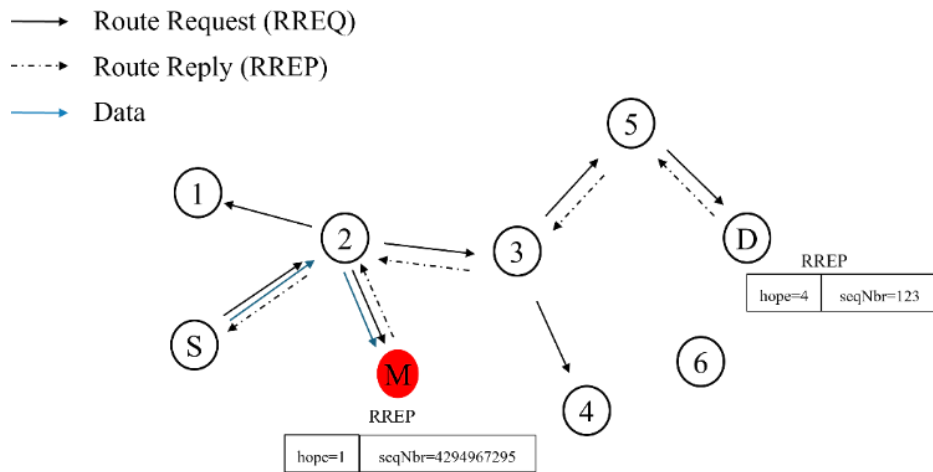 Route Request (RREQ)
Route Reply (RREP)
Data
5
1
2
3
D
RREP
hope=4 seqNbr=123
S
M
6
4
RREP
hope=1 seqNbr=4294967295